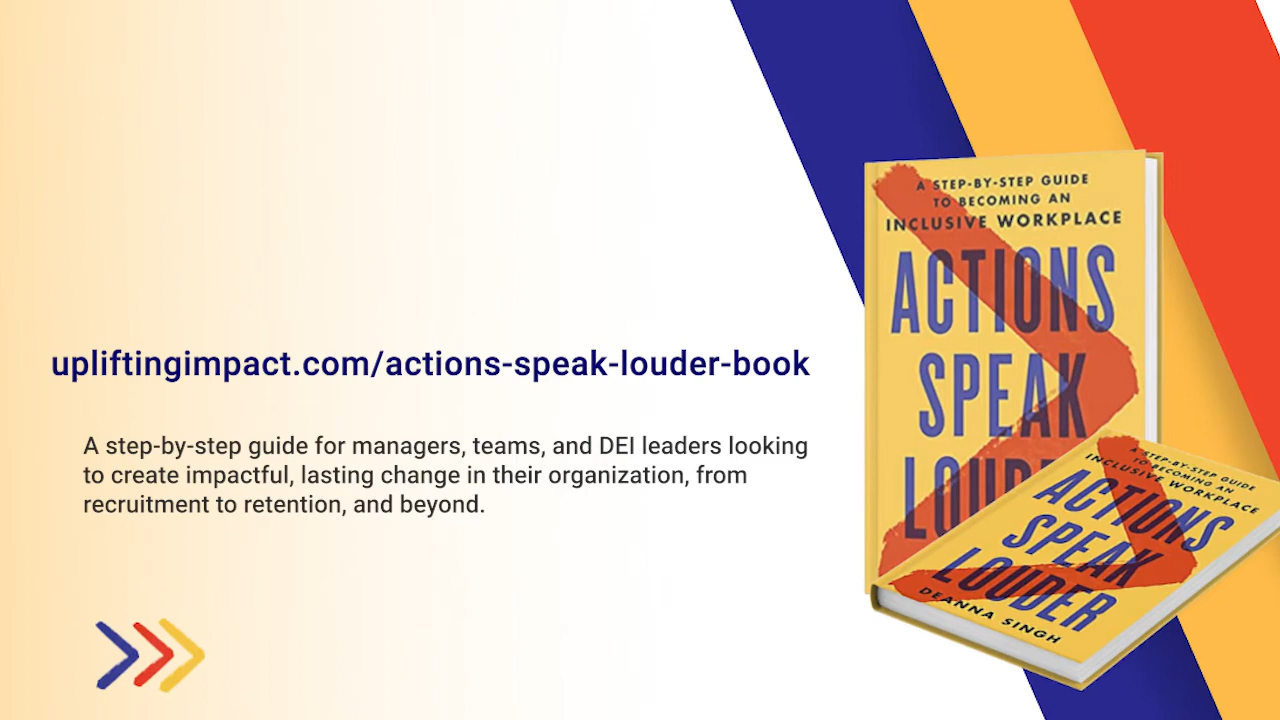 upliftingimpact.com/actions-speak-louder-book
A step-by-step guide for managers, teams, and DEI leaders looking
to create impactful, lasting change in their organization, from
recruitment to retention, and beyond.
A STEP-BY-STEP GUIDE
TO BECOMING AN
INCLUSIVE WORKPLACE
ACTIONS
SPEAK
LOUDER
A STEP-BY-STEP GUIDE
TO BECOMING AN
INCLUSIVE WORKPLACE
ACTIONS
SPEAK
LOUDER
DEANNA SINGH